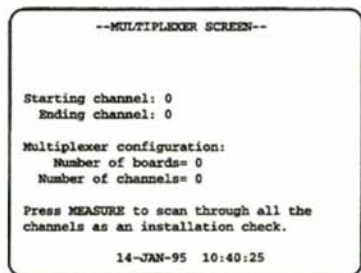 --MULTIPLEXER SCREEN--
Starting channel: 0
Ending channel: 0
Multiplexer configuration:
Number of boards= 0
Number of channels= 0
Press MEASURE to scan through all the
channels as an installation check.
14-JAN-95 10:40:25